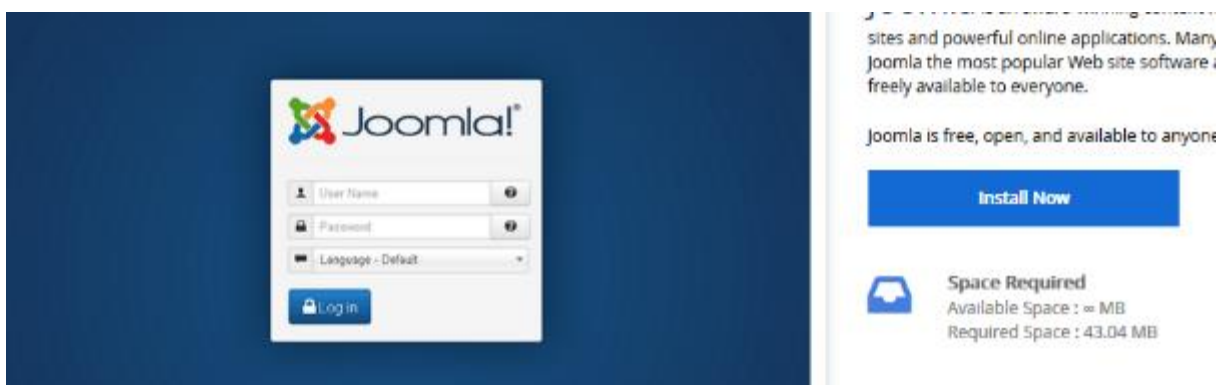 Joomla!®
User Name
Password
Language - Default
Log in
sites and powerful online applications. Many
Joomla the most popular Web site software
freely available to everyone.
Joomla is free, open, and available to anyone
Install Now
Space Required
Available Space : ∞ MB
Required Space : 43.04 MB